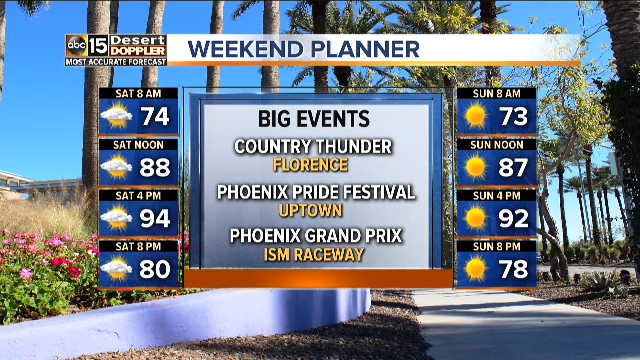 abc 15 Desert
DOPPLER
MOST ACCURATE FORECAST
WEEKEND PLANNER
SAT 8 AM
74
SAT NOON
88
SAT 4 PM
94
SAT 8 PM
80
BIG EVENTS
COUNTRY THUNDER
FLORENCE
PHOENIX PRIDE FESTIVAL
UPTOWN
PHOENIX GRAND PRIX
ISM RACEWAY
SUN 8 AM
73
SUN NOON
87
SUN 4 PM
92
SUN 8 PM
78